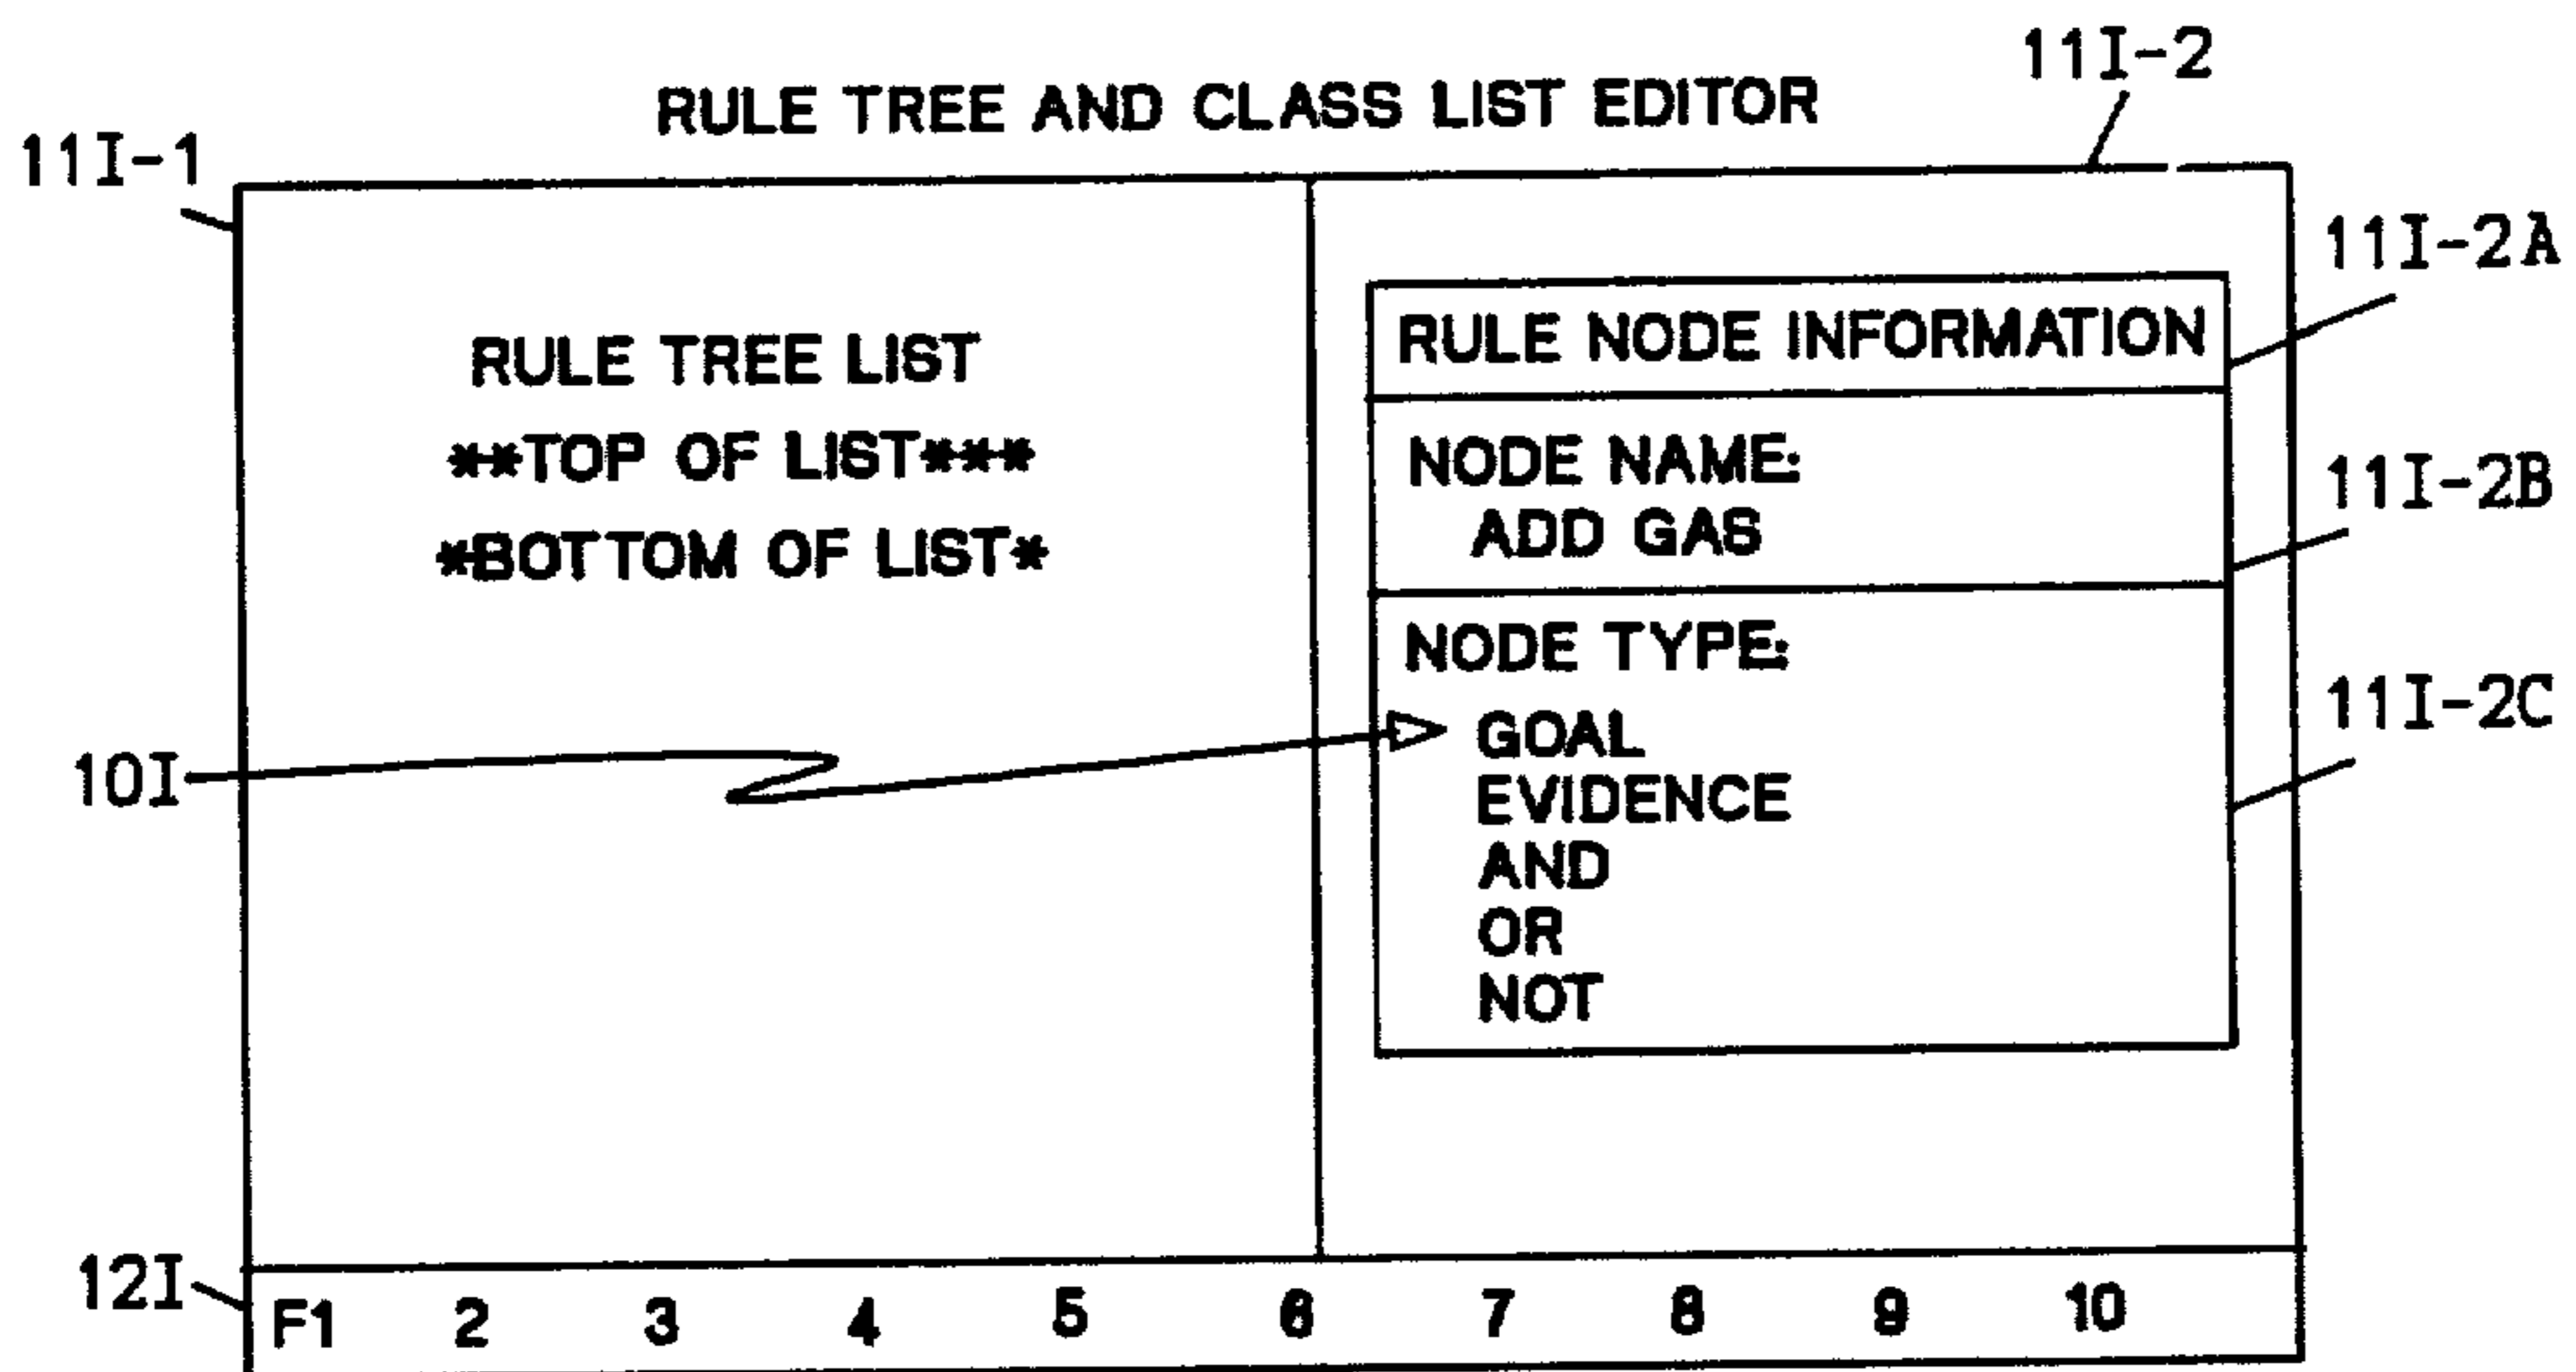 11I-2
RULE TREE AND CLASS LIST EDITOR
11I-1
11I-2A
RULE NODE INFORMATION
RULE TREE LIST
**TOP OF LIST***
*BOTTOM OF LIST*
NODE NAME:
ADD GAS
11I-2B
NODE TYPE:
11I-2C
GOAL
EVIDENCE
AND
OR
NOT
10I
12I
F1 2 3 4 5 6 7 8 9 10